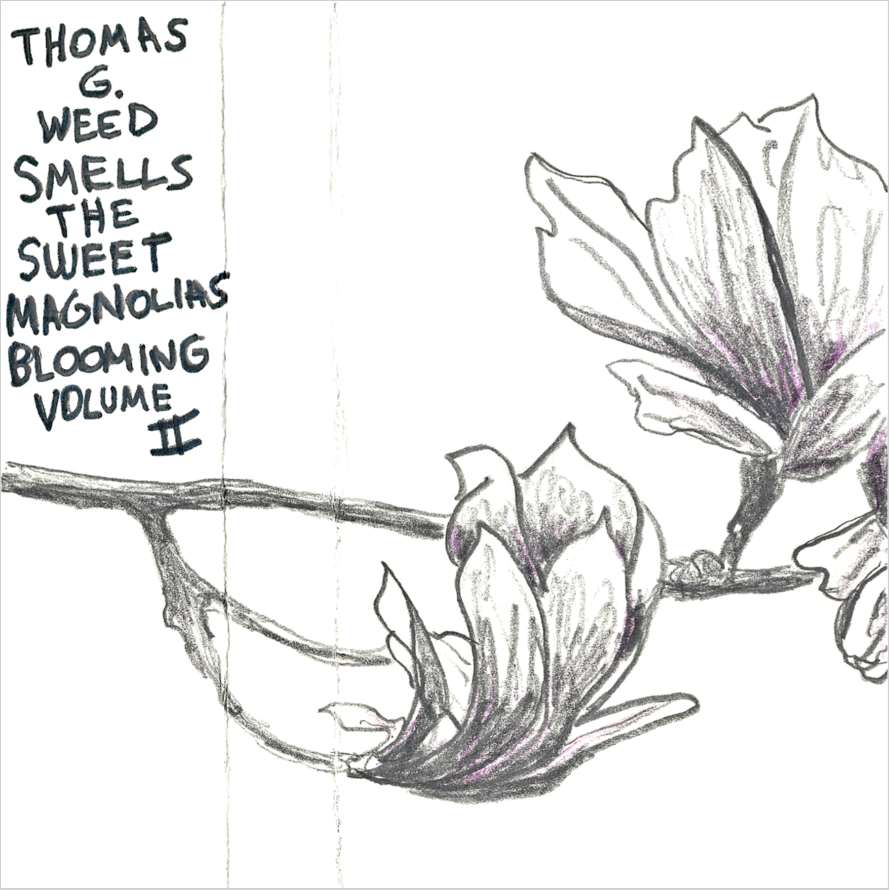 THOMAS
G.
WEED
SMELLS
THE
SWEET
MAGNOLIAS
BLOOMING
VOLUME
II